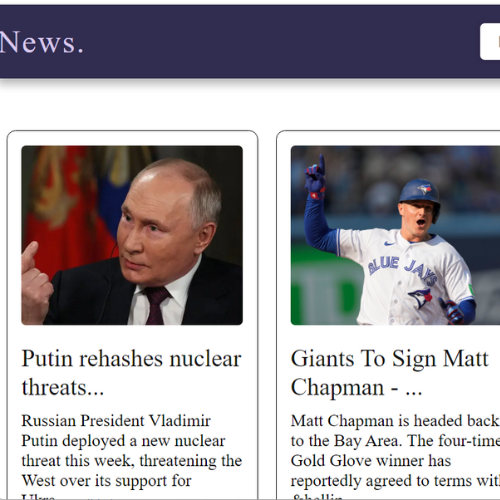 News.
Putin rehashes nuclear
threats...
Russian President Vladimir
Putin deployed a new nuclear
threat this week, threatening the
West over its support for
BLUE JAYS
Giants To Sign Matt
Chapman - ...
Matt Chapman is headed back
to the Bay Area. The four-time
Gold Glove winner has
reportedly agreed to terms with